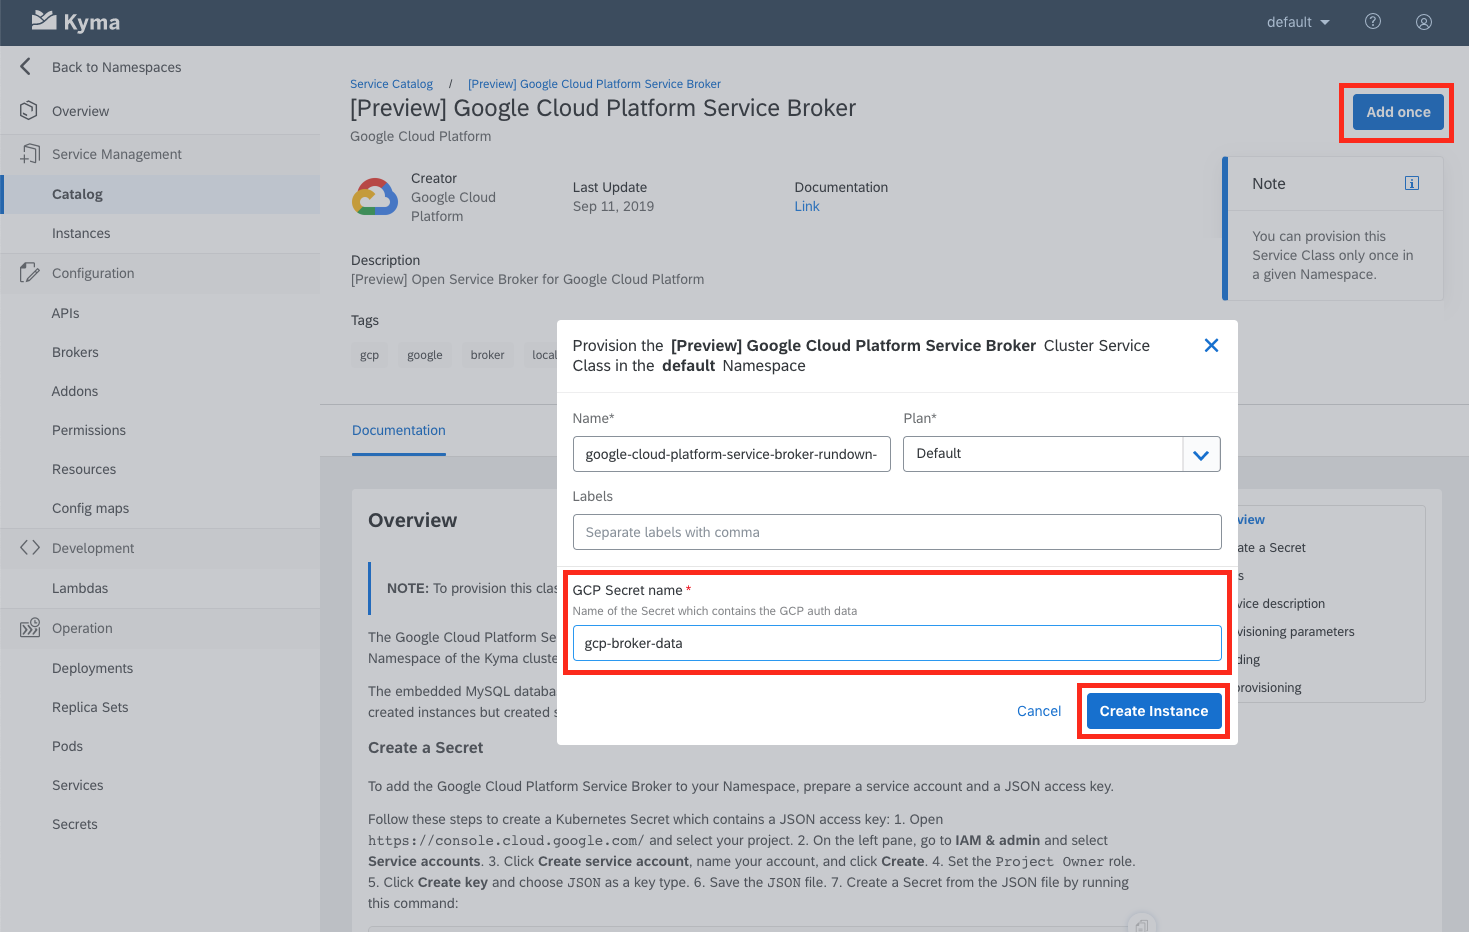 Kyma
default
Back to Namespaces
Overview
Service Management
Catalog
Instances
Configuration
APIs
Brokers
Addons
Permissions
Resources
Config maps
Development
Lambdas
Operation
Deployments
Replica Sets
Pods
Services
Secrets
Service Catalog / [Preview] Google Cloud Platform Service Broker
[Preview] Google Cloud Platform Service Broker
Google Cloud Platform
Add once
Creator
Google Cloud
Platform
Last Update
Sep 11, 2019
Documentation
Link
Note
You can provision this
Service Class only once in
a given Namespace.
Description
[Preview] Open Service Broker for Google Cloud Platform
Tags
gcp google broker local
Provision the [Preview] Google Cloud Platform Service Broker Cluster Service
Class in the default Namespace
Name*
google-cloud-platform-service-broker-rundown-
Plan*
Default
Labels
Separate labels with comma
GCP Secret name *
Name of the Secret which contains the GCP auth data
gcp-broker-data
Cancel
Create Instance
Documentation
Overview
NOTE: To provision this clas
The Google Cloud Platform Se
Namespace of the Kyma cluste
The embedded MySQL databa
created instances but created s
Create a Secret
To add the Google Cloud Platform Service Broker to your Namespace, prepare a service account and a JSON access key.
Follow these steps to create a Kubernetes Secret which contains a JSON access key: 1. Open
https://console.cloud.google.com/ and select your project. 2. On the left pane, go to IAM & admin and select
Service accounts. 3. Click Create service account, name your account, and click Create. 4. Set the Project Owner role.
5. Click Create key and choose JSON as a key type. 6. Save the JSON file. 7. Create a Secret from the JSON file by running
this command:
view
ate a Secret
s
vice description
visioning parameters
ding
provisioning